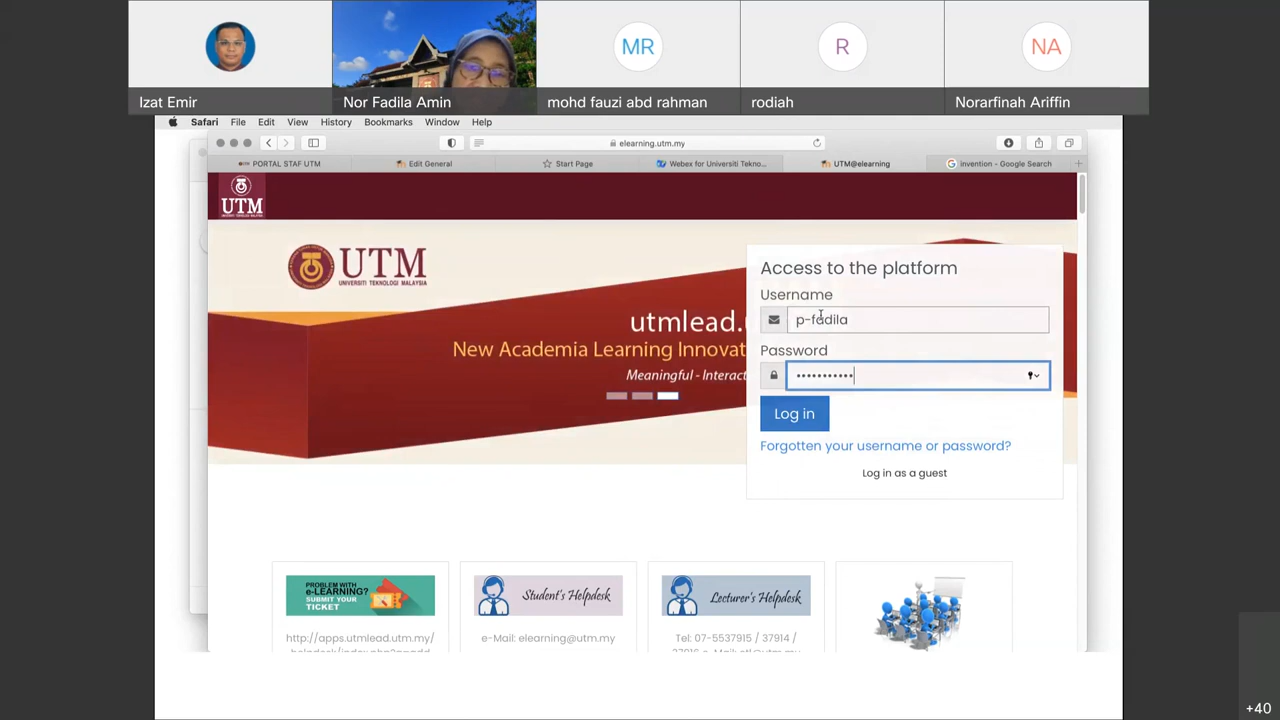 MR
R
NA
Izat Emir
Nor Fadila Amin
mohd fauzi abd rahman
rodiah
Norarfinah Ariffin
Safari File Edit View History Bookmarks Window Help
elearning.utm.my
PORTAL STAF UTM
Edit General
Start Page
Webex for Universiti Tekno...
UTM@elearning
invention - Google Search
UTM
UTM
UNIVERSITI TEKNOLOGI MALAYSIA
utmlead.u
New Academia Learning Innovat
Meaningful - Interact
Access to the platform
Username
p-fadila
Password
•••••••••••
Log in
Forgotten your username or password?
Log in as a guest
PROBLEM WITH
e-LEARNING?
SUBMIT YOUR
TICKET
Student's Helpdesk
Lecturer's Helpdesk
http://apps.utmlead.utm.my/
e-Mail: elearning@utm.my
Tel: 07-5537915 / 37914 /
+40